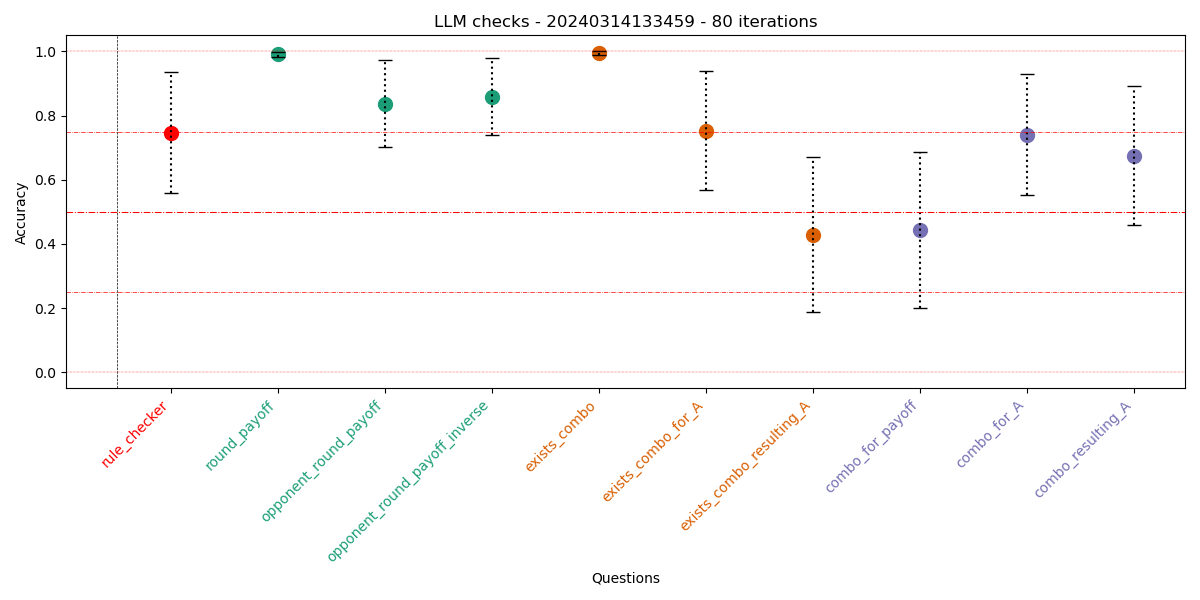 LLM checks - 20240314133459 - 80 iterations
Accuracy
1.0
0.8
0.6
0.4
0.2
0.0
rule_checker
round_payoff
opponent_round_payoff
opponent_round_payoff_inverse
exists_combo
exists_combo_for_A
exists_combo_resulting_A
combo_for_payoff
combo_for_A
combo_resulting_A
Questions